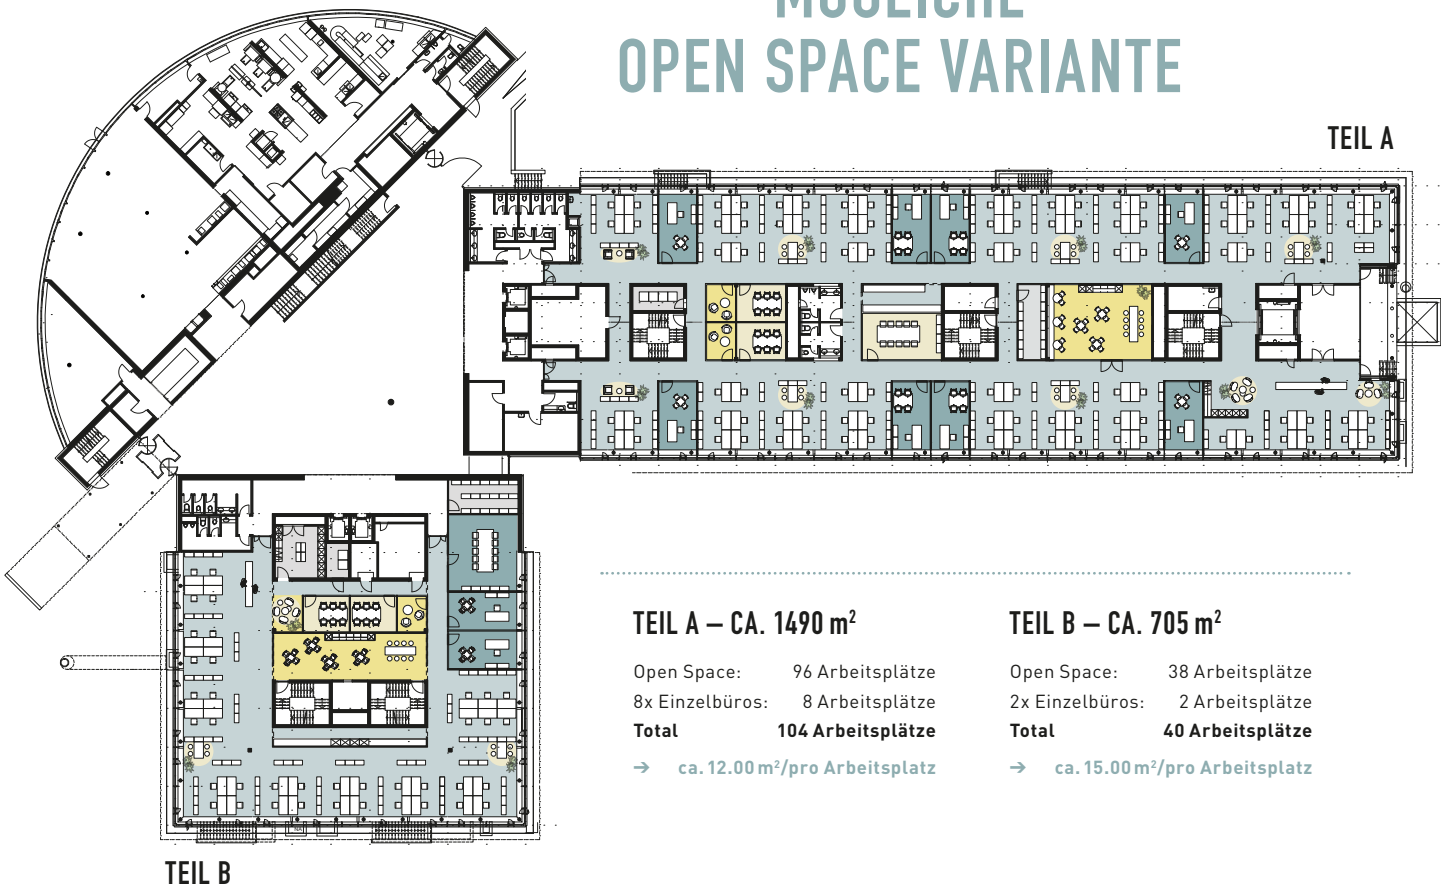 MÖGLICHE
OPEN SPACE VARIANTE
TEIL A
TEIL A – CA. 1490 m²
Open Space: 96 Arbeitsplätze
8x Einzelbüros: 8 Arbeitsplätze
Total 104 Arbeitsplätze
→ ca. 12.00 m²/pro Arbeitsplatz
TEIL B – CA. 705 m²
Open Space: 38 Arbeitsplätze
2x Einzelbüros: 2 Arbeitsplätze
Total 40 Arbeitsplätze
→ ca. 15.00 m²/pro Arbeitsplatz
TEIL B